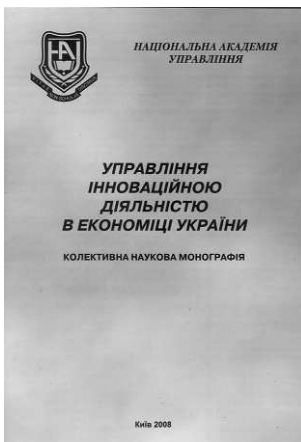 НАЦІОНАЛЬНА АКАДЕМІЯ
УПРАВЛІННЯ
УПРАВЛІННЯ
ІННОВАЦІЙНОЮ
ДІЯЛЬНІСТЮ
В ЕКОНОМІЦІ УКРАЇНИ
КОЛЕКТИВНА НАУКОВА МОНОГРАФІЯ
Київ 2008